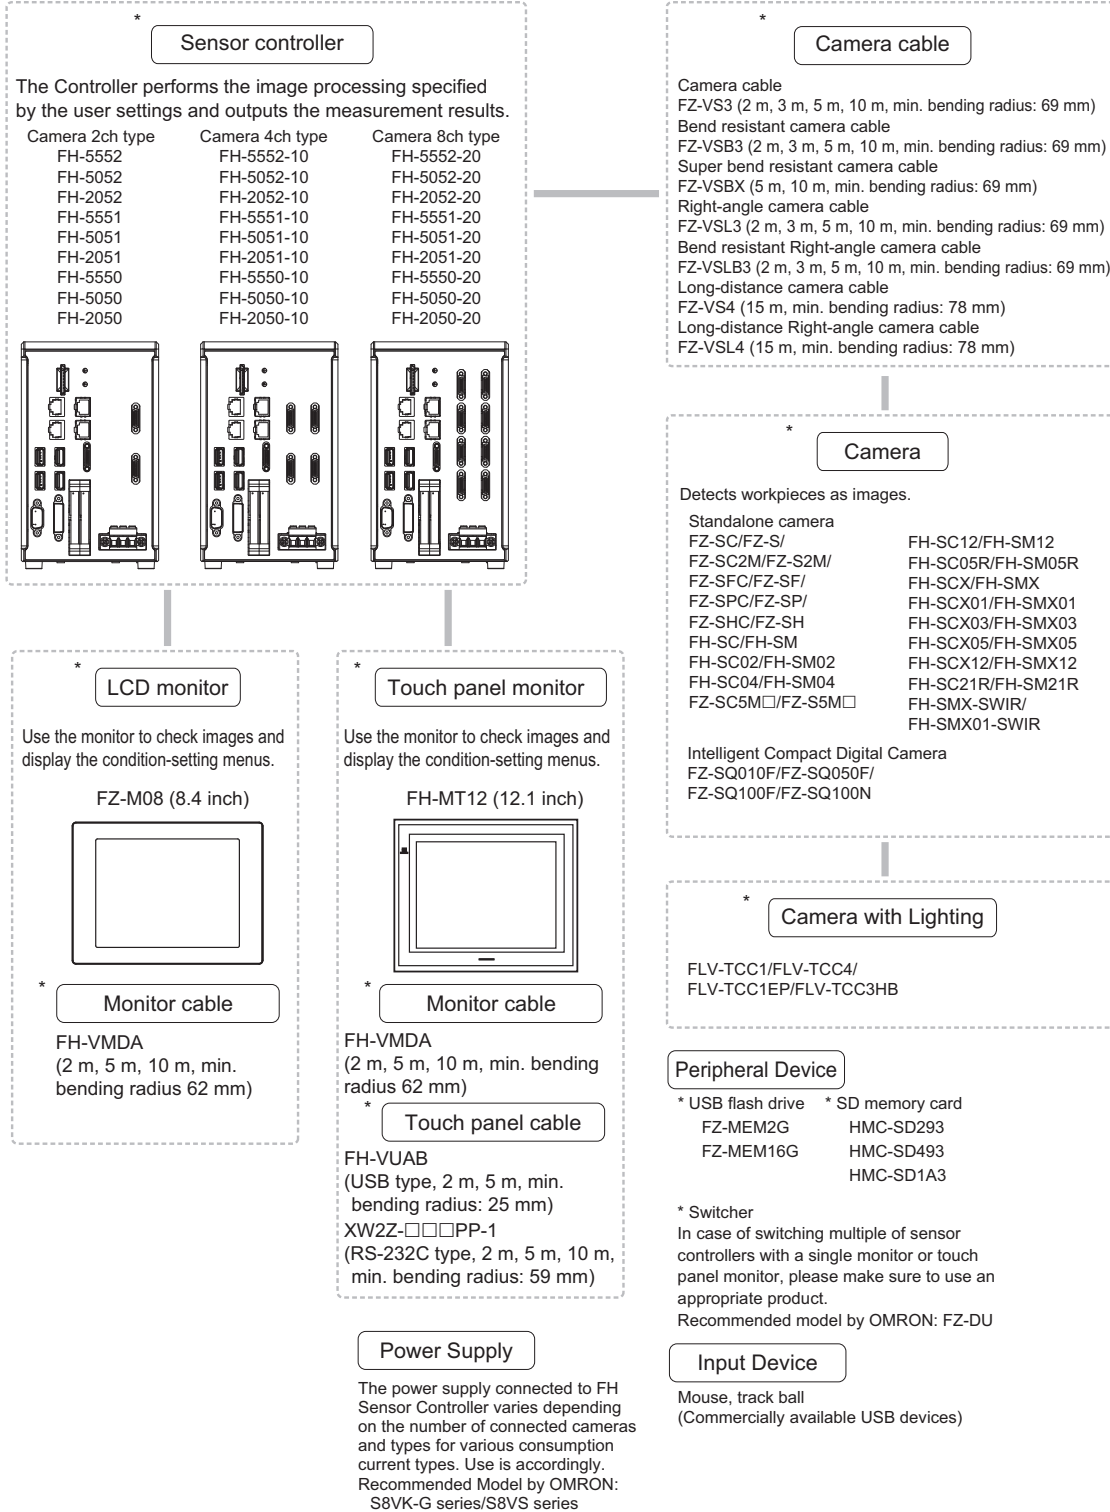 *
Sensor controller
The Controller performs the image processing specified
by the user settings and outputs the measurement results.
Camera 2ch type
FH-5552
FH-5052
FH-2052
FH-5551
FH-5051
FH-2051
FH-5550
FH-5050
FH-2050
Camera 4ch type
FH-5552-10
FH-5052-10
FH-2052-10
FH-5551-10
FH-5051-10
FH-2051-10
FH-5550-10
FH-5050-10
FH-2050-10
Camera 8ch type
FH-5552-20
FH-5052-20
FH-2052-20
FH-5551-20
FH-5051-20
FH-2051-20
FH-5550-20
FH-5050-20
FH-2050-20
*
LCD monitor
Use the monitor to check images and
display the condition-setting menus.
FZ-M08 (8.4 inch)
*
Monitor cable
FH-VMDA
(2 m, 5 m, 10 m, min.
bending radius 62 mm)
*
Touch panel monitor
Use the monitor to check images and
display the condition-setting menus.
FH-MT12 (12.1 inch)
*
Monitor cable
FH-VMDA
(2 m, 5 m, 10 m, min. bending
radius 62 mm)
*
Touch panel cable
FH-VUAB
(USB type, 2 m, 5 m, min.
bending radius: 25 mm)
XW2Z-□□□PP-1
(RS-232C type, 2 m, 5 m, 10 m,
min. bending radius: 59 mm)
Power Supply
The power supply connected to FH
Sensor Controller varies depending
on the number of connected cameras
and types for various consumption
current types. Use is accordingly.
Recommended Model by OMRON:
S8VK-G series/S8VS series
*
Camera cable
Camera cable
FZ-VS3 (2 m, 3 m, 5 m, 10 m, min. bending radius: 69 mm)
Bend resistant camera cable
FZ-VSB3 (2 m, 3 m, 5 m, 10 m, min. bending radius: 69 mm)
Super bend resistant camera cable
FZ-VSBX (5 m, 10 m, min. bending radius: 69 mm)
Right-angle camera cable
FZ-VSL3 (2 m, 3 m, 5 m, 10 m, min. bending radius: 69 mm)
Bend resistant Right-angle camera cable
FZ-VSLB3 (2 m, 3 m, 5 m, 10 m, min. bending radius: 69 mm)
Long-distance camera cable
FZ-VS4 (15 m, min. bending radius: 78 mm)
Long-distance Right-angle camera cable
FZ-VSL4 (15 m, min. bending radius: 78 mm)
*
Camera
Detects workpieces as images.
Standalone camera
FZ-SC/FZ-S/
FZ-SC2M/FZ-S2M/
FZ-SFC/FZ-SF/
FZ-SPC/FZ-SP/
FZ-SHC/FZ-SH
FH-SC/FH-SM
FH-SC02/FH-SM02
FH-SC04/FH-SM04
FZ-SC5M□/FZ-S5M□
FH-SC12/FH-SM12
FH-SC05R/FH-SM05R
FH-SCX/FH-SMX
FH-SCX01/FH-SMX01
FH-SCX03/FH-SMX03
FH-SCX05/FH-SMX05
FH-SCX12/FH-SMX12
FH-SC21R/FH-SM21R
FH-SMX-SWIR/
FH-SMX01-SWIR
Intelligent Compact Digital Camera
FZ-SQ010F/FZ-SQ050F/
FZ-SQ100F/FZ-SQ100N
*
Camera with Lighting
FLV-TCC1/FLV-TCC4/
FLV-TCC1EP/FLV-TCC3HB
Peripheral Device
* USB flash drive
FZ-MEM2G
FZ-MEM16G
* SD memory card
HMC-SD293
HMC-SD493
HMC-SD1A3
* Switcher
In case of switching multiple of sensor
controllers with a single monitor or touch
panel monitor, please make sure to use an
appropriate product.
Recommended model by OMRON: FZ-DU
Input Device
Mouse, track ball
(Commercially available USB devices)